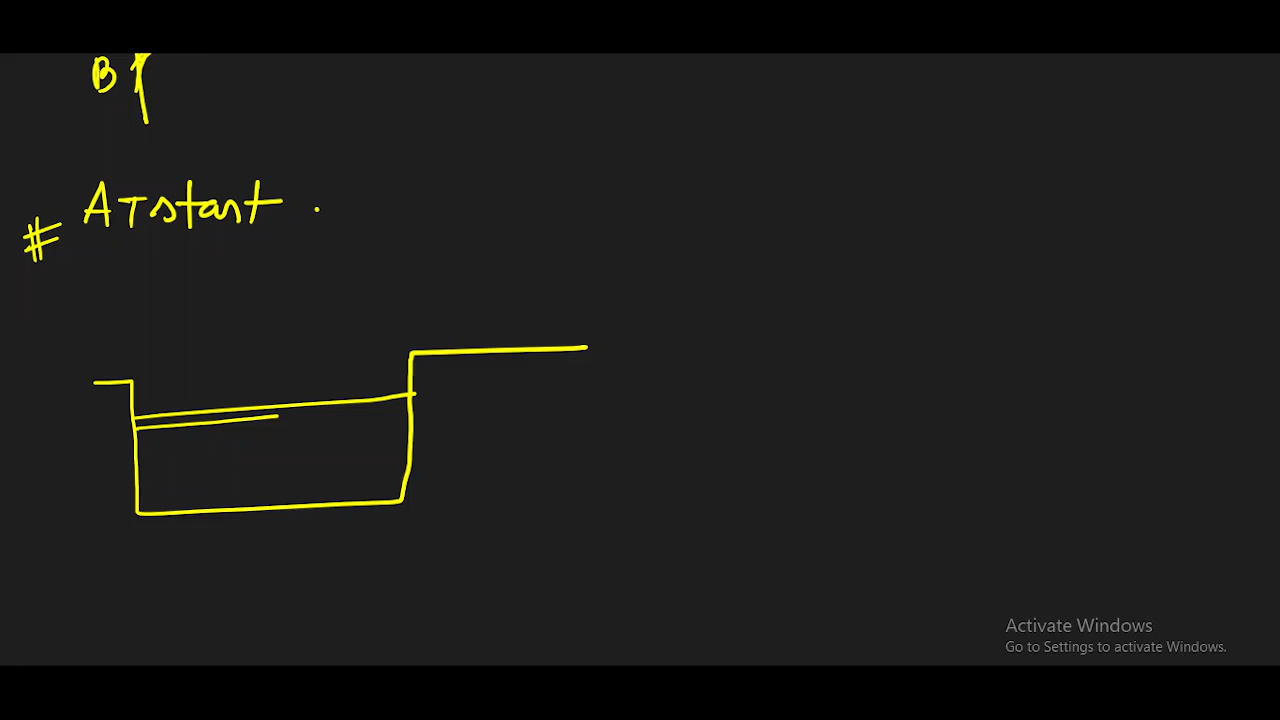 B
# AT start .
Activate Windows
Go to Settings to activate Windows.